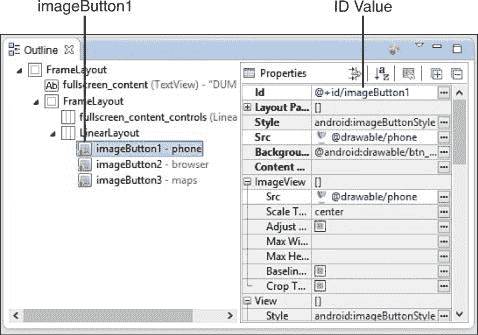 imageButton1
ID Value
Outline
FrameLayout
fullscreen_content (TextView) - "DUM
FrameLayout
fullscreen_content_controls (Linea
LinearLayout
imageButton1 - phone
imageButton2 - browser
imageButton3 - maps
Properties
Id @+id/imageButton1
Layout Pa... []
Style android:imageButtonStyle
Src @drawable/phone
Backgrou... @android:drawable/btn_...
Content ...
ImageView []
Src @drawable/phone
Scale T... center
Adjust ...
Max Wi...
Max He...
Baselin...
Crop T...
View []
Style android:imageButtonStyle